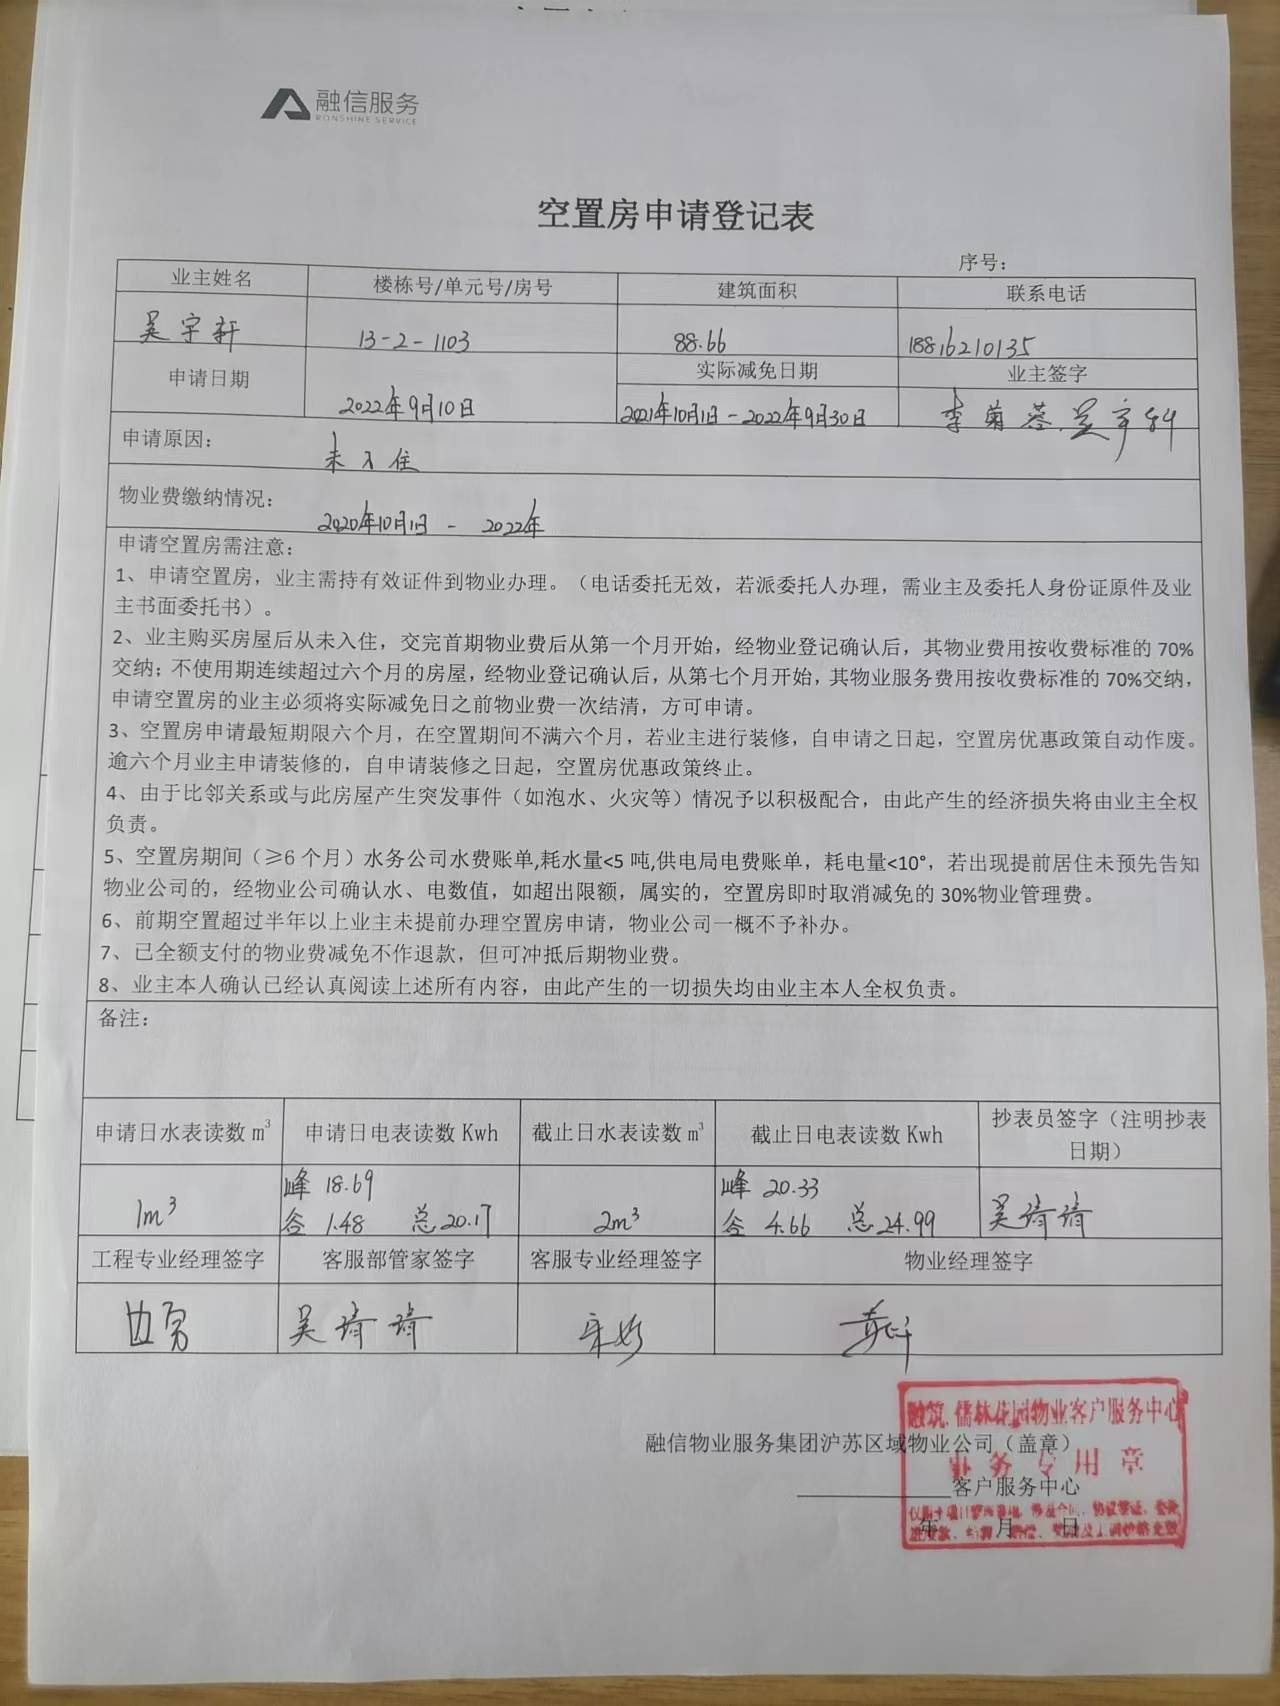 融信服务
RONSHINE SERVICE
空置房申请登记表
序号：
业主姓名 楼栋号/单元号/房号 建筑面积 联系电话
吴宇轩 13-2-1103 88.66 18816210135
申请日期 2022年9月10日 实际减免日期 业主签字
2021年10月1日-2022年9月30日 李菊蓉 吴宇轩
申请原因： 未入住
物业费缴纳情况： 2020年10月1日 - 2022年
申请空置房需注意：
1、申请空置房，业主需持有效证件到物业办理。（电话委托无效，若派委托人办理，需业主及委托人身份证原件及业
主书面委托书）。
2、业主购买房屋后从未入住，交完首期物业费后从第一个月开始，经物业登记确认后，其物业费用按收费标准的 70%
交纳；不使用期连续超过六个月的房屋，经物业登记确认后，从第七个月开始，其物业服务费用按收费标准的 70%交纳，
申请空置房的业主必须将实际减免日之前物业费一次结清，方可申请。
3、空置房申请最短期限六个月，在空置期间不满六个月，若业主进行装修，自申请之日起，空置房优惠政策自动作废。
逾六个月业主申请装修的，自申请装修之日起，空置房优惠政策终止。
4、由于比邻关系或与此房屋产生突发事件（如泡水、火灾等）情况予以积极配合，由此产生的经济损失将由业主全权
负责。
5、空置房期间（≥6 个月）水务公司水费账单,耗水量<5 吨,供电局电费账单，耗电量<10°，若出现提前居住未预先告知
物业公司的，经物业公司确认水、电数值，如超出限额，属实的，空置房即时取消减免的 30%物业管理费。
6、前期空置超过半年以上业主未提前办理空置房申请，物业公司一概不予补办。
7、已全额支付的物业费减免不作退款，但可冲抵后期物业费。
8、业主本人确认已经认真阅读上述所有内容，由此产生的一切损失均由业主本人全权负责。
备注：
申请日水表读数 m³ 申请日电表读数 Kwh 截止日水表读数 m³ 截止日电表读数 Kwh 抄表员签字（注明抄表
日期）
峰 18.69 峰 20.33
1m³ 谷 1.48 总 20.17 2m³ 谷 4.66 总 24.99 吴琦琦
工程专业经理签字 客服部管家签字 客服专业经理签字 物业经理签字
吴琦琦
融筑.儒林花园物业客户服务中心
融信物业服务集团沪苏区域物业公司（盖章）
业务专用章
客户服务中心
年 月 日